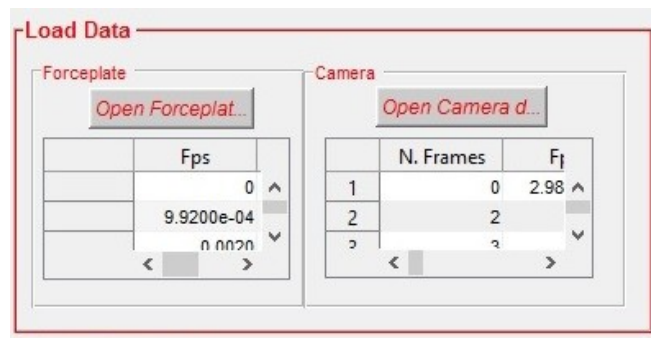 Load Data
Forceplate
Open Forceplat...
Fps
0
9.9200e-04
0.0020
Camera
Open Camera d...
N. Frames
1 0 2.98
2 2
3 3